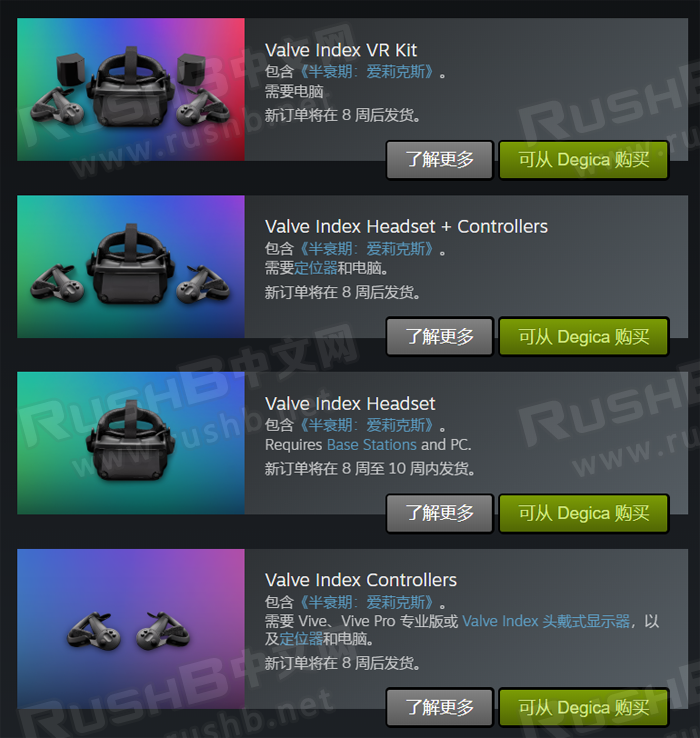 Valve Index VR Kit
包含《半衰期：爱莉克斯》。
需要电脑
新订单将在 8 周后发货。
了解更多
可从 Degica 购买
Valve Index Headset + Controllers
包含《半衰期：爱莉克斯》。
需要定位器和电脑。
新订单将在 8 周后发货。
了解更多
可从 Degica 购买
Valve Index Headset
包含《半衰期：爱莉克斯》。
Requires Base Stations and PC.
新订单将在 8 周至 10 周内发货。
了解更多
可从 Degica 购买
Valve Index Controllers
包含《半衰期：爱莉克斯》。
需要 Vive、Vive Pro 专业版或 Valve Index 头戴式显示器，以
及定位器和电脑。
新订单将在 8 周后发货。
了解更多
可从 Degica 购买
RushB中文网
www.rushb.net